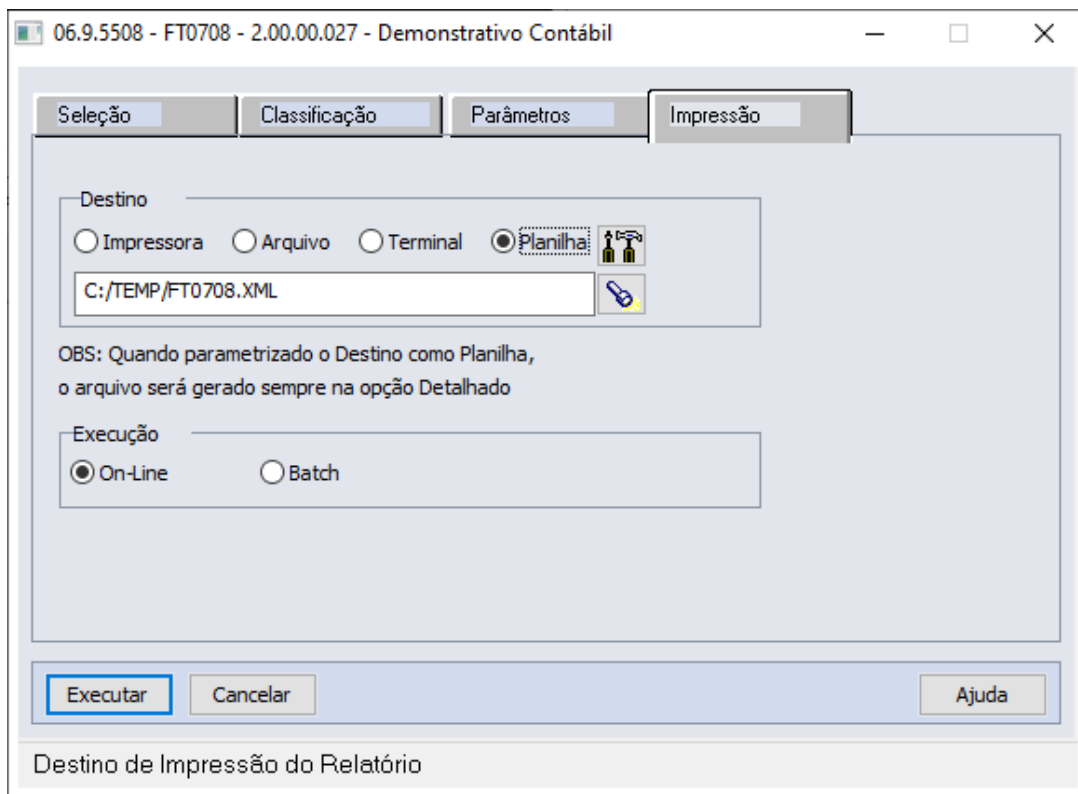 06.9.5508 - FT0708 - 2.00.00.027 - Demonstrativo Contábil
Seleção Classificação Parâmetros Impressão
Destino
Impressora Arquivo Terminal Planilha
C:/TEMP/FT0708.XML
OBS: Quando parametrizado o Destino como Planilha,
o arquivo será gerado sempre na opção Detalhado
Execução
On-Line Batch
Executar Cancelar Ajuda
Destino de Impressão do Relatório